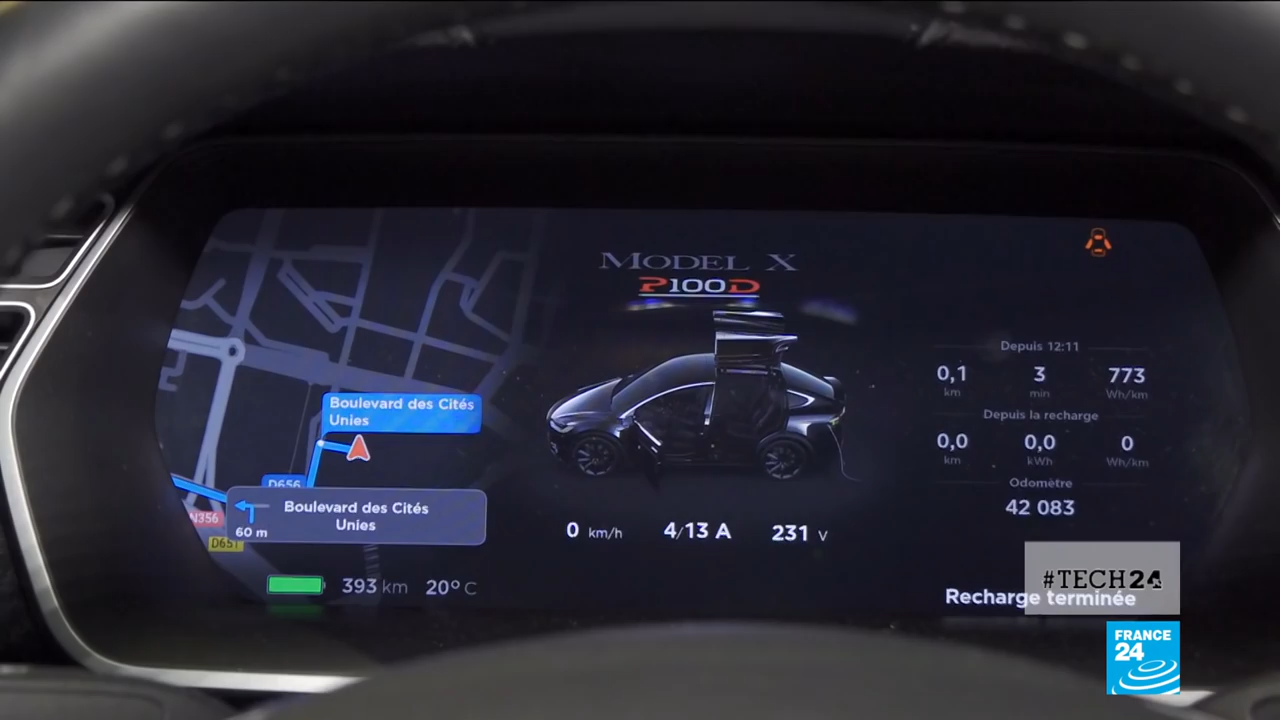 MODEL X
P100D
Boulevard des Cités
Unies
D656
Boulevard des Cités
Unies
60 m
N356
D651
393 km 20° C
0 km/h 4/13 A 231 V
Depuis 12:11
0,1 3 773
km min Wh/km
Depuis la recharge
0,0 0,0 0
km kWh Wh/km
Odomètre
42 083
#TECH24
Recharge terminée
FRANCE
24